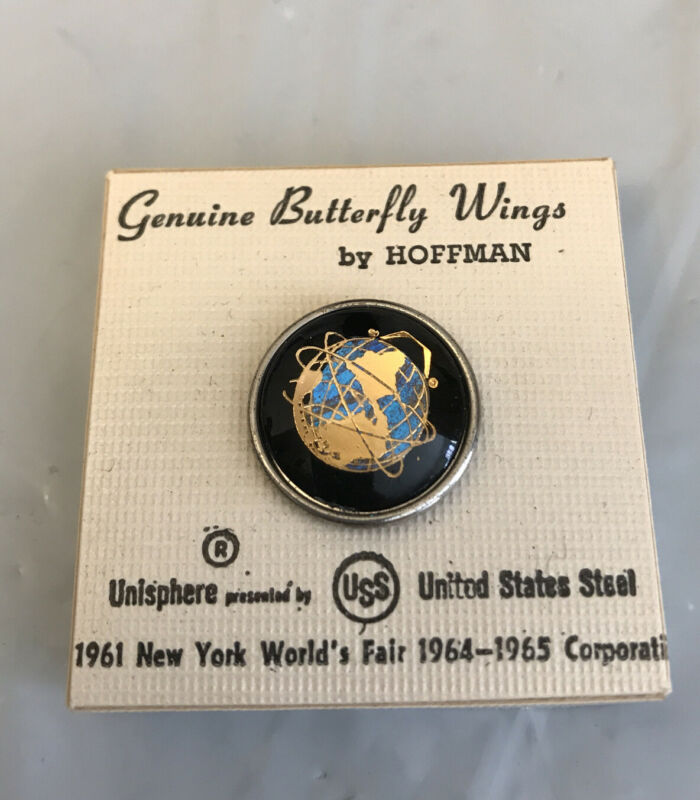 Genuine Butterfly Wings
by HOFFMAN
®
Unisphere presented by USS United States Steel
1961 New York World's Fair 1964-1965 Corporati